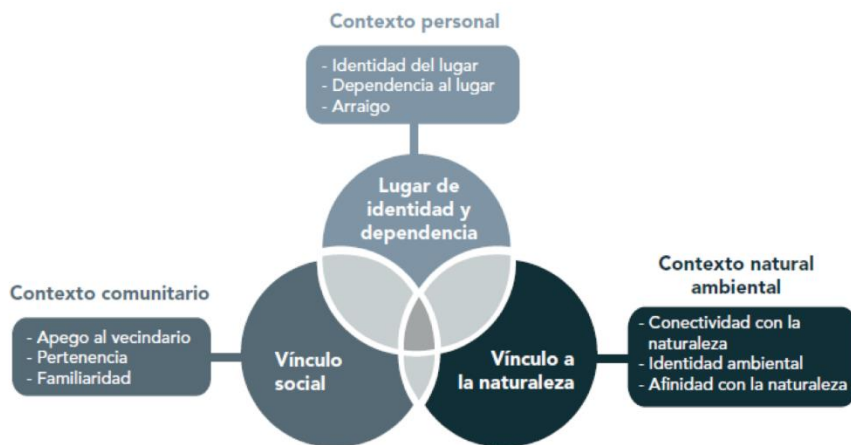 Contexto personal
- Identidad del lugar
- Dependencia al lugar
- Arraigo
Lugar de
identidad y
dependencia
Contexto comunitario
- Apego al vecindario
- Pertenencia
- Familiaridad
Vínculo
social
Vínculo a
la naturaleza
Contexto natural
ambiental
- Conectividad con la
naturaleza
- Identidad ambiental
- Afinidad con la naturaleza